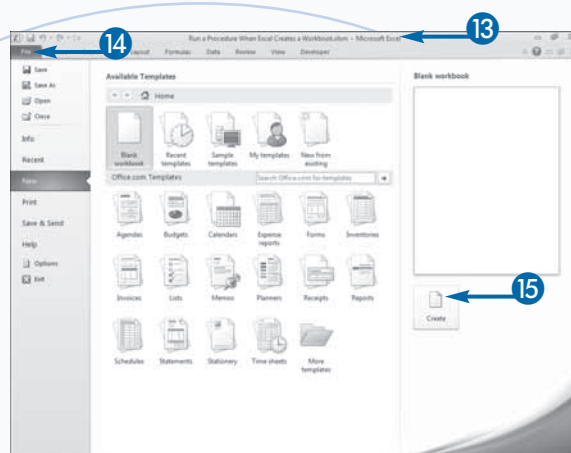 13
Run a Procedure When Excel Creates a Workbook.xlsm - Microsoft Excel
14
File Layout Formulas Data Review View Developer
Save
Save As
Open
Close
Info
Recent
New
Print
Save & Send
Help
Options
Exit
Available Templates
Home
Blank workbook
Recent templates
Sample templates
My templates
New from existing
Office.com Templates
Search Office.com for templates
Agendas
Budgets
Calendars
Expense reports
Forms
Inventories
Invoices
Lists
Memos
Planners
Receipts
Reports
Schedules
Statements
Stationery
Time sheets
More templates
Blank workbook
15
Create